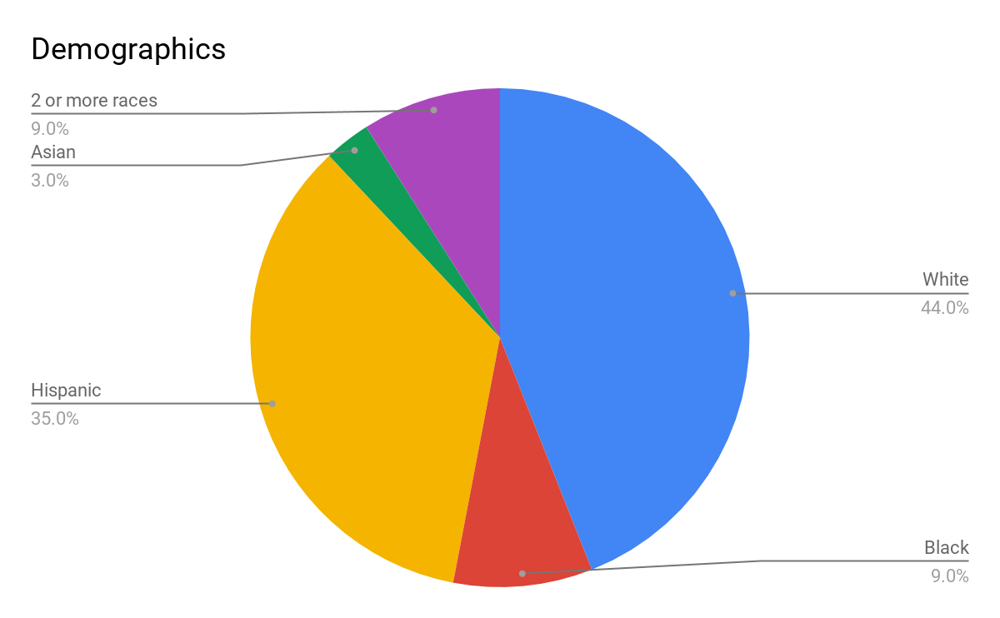 Demographics
2 or more races
9.0%
Asian
3.0%
White
44.0%
Hispanic
35.0%
Black
9.0%